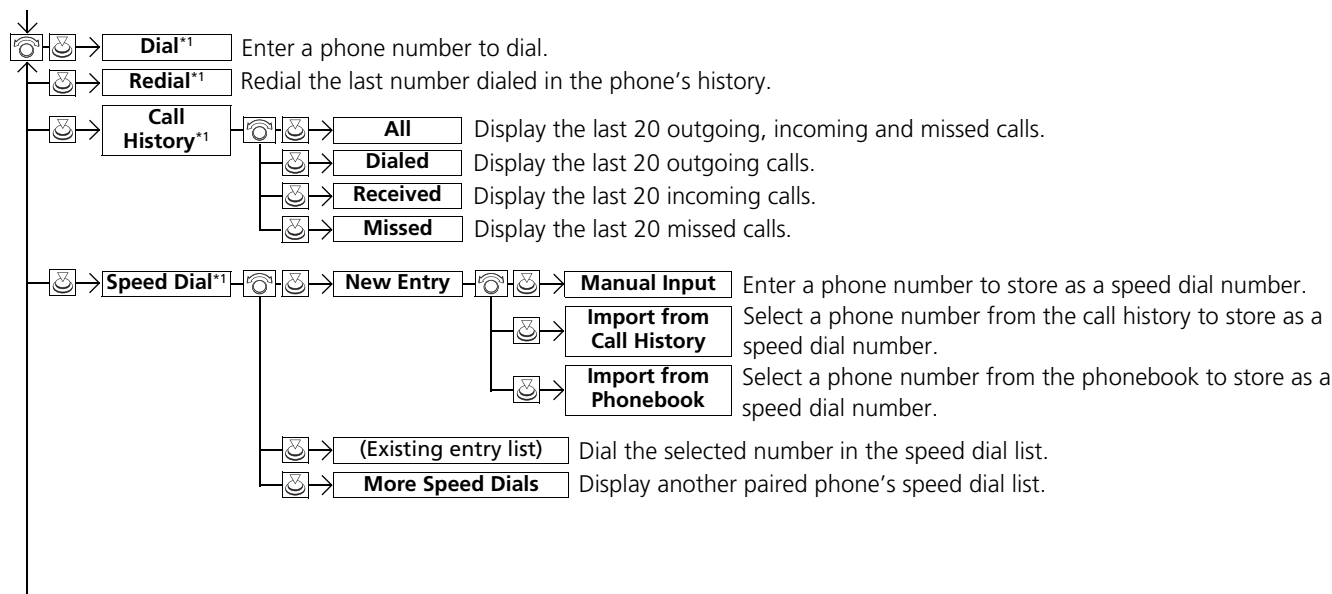 Dial*1 Enter a phone number to dial.
Redial*1 Redial the last number dialed in the phone’s history.
Call
History*1
All Display the last 20 outgoing, incoming and missed calls.
Dialed Display the last 20 outgoing calls.
Received Display the last 20 incoming calls.
Missed Display the last 20 missed calls.
Speed Dial*1 New Entry Manual Input Enter a phone number to store as a speed dial number.
Import from
Call History
Select a phone number from the call history to store as a
speed dial number.
Import from
Phonebook
Select a phone number from the phonebook to store as a
speed dial number.
(Existing entry list) Dial the selected number in the speed dial list.
More Speed Dials Display another paired phone’s speed dial list.